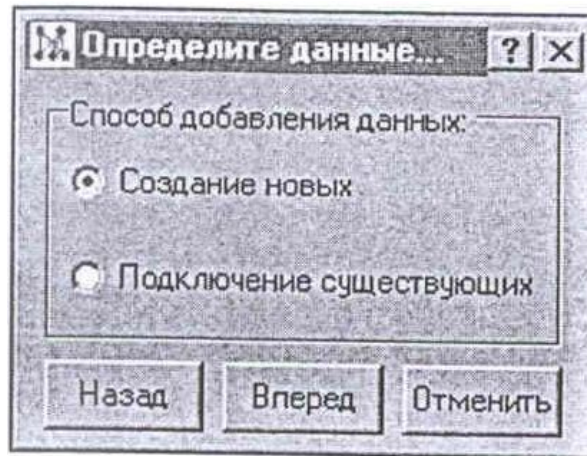 Определите данные... ? ×
Способ добавления данных:
Создание новых
Подключение существующих
Назад Вперед Отменить